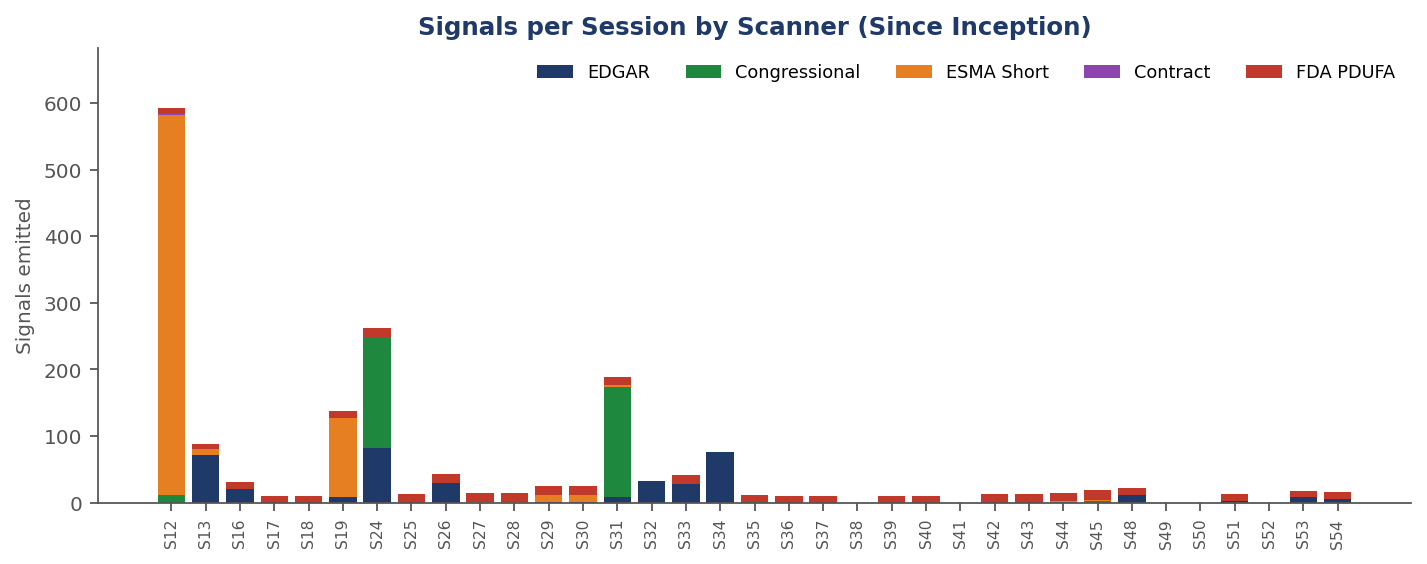 Signals per Session by Scanner (Since Inception)
EDGAR Congressional ESMA Short Contract FDA PDUFA
Signals emitted
600
500
400
300
200
100
0
S12 S13 S16 S17 S18 S19 S24 S25 S26 S27 S28 S29 S30 S31 S32 S33 S34 S35 S36 S37 S38 S39 S40 S41 S42 S43 S44 S45 S48 S49 S50 S51 S52 S53 S54